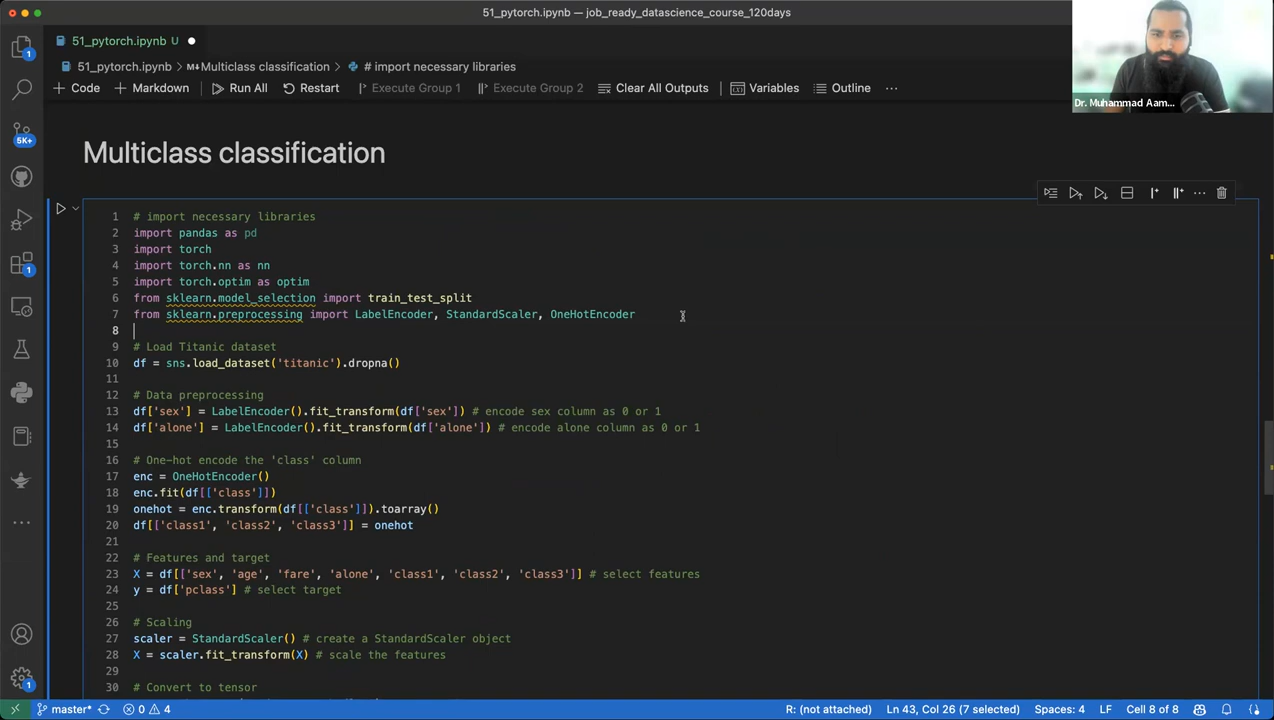 51_pytorch.ipynb — job_ready_datascience_course_120days
51_pytorch.ipynb U
51_pytorch.ipynb > M↓Multiclass classification > # import necessary libraries
+ Code + Markdown Run All Restart Execute Group 1 Execute Group 2 Clear All Outputs Variables Outline ...
Dr. Muhammad Aam...
Multiclass classification
1 # import necessary libraries
2 import pandas as pd
3 import torch
4 import torch.nn as nn
5 import torch.optim as optim
6 from sklearn.model_selection import train_test_split
7 from sklearn.preprocessing import LabelEncoder, StandardScaler, OneHotEncoder
8
9 # Load Titanic dataset
10 df = sns.load_dataset('titanic').dropna()
11
12 # Data preprocessing
13 df['sex'] = LabelEncoder().fit_transform(df['sex']) # encode sex column as 0 or 1
14 df['alone'] = LabelEncoder().fit_transform(df['alone']) # encode alone column as 0 or 1
15
16 # One-hot encode the 'class' column
17 enc = OneHotEncoder()
18 enc.fit(df[['class']])
19 onehot = enc.transform(df[['class']]).toarray()
20 df[['class1', 'class2', 'class3']] = onehot
21
22 # Features and target
23 X = df[['sex', 'age', 'fare', 'alone', 'class1', 'class2', 'class3']] # select features
24 y = df['pclass'] # select target
25
26 # Scaling
27 scaler = StandardScaler() # create a StandardScaler object
28 X = scaler.fit_transform(X) # scale the features
29
30 # Convert to tensor
1
5K+
1
1
master* 0 4 R: (not attached) Ln 43, Col 26 (7 selected) Spaces: 4 LF Cell 8 of 8